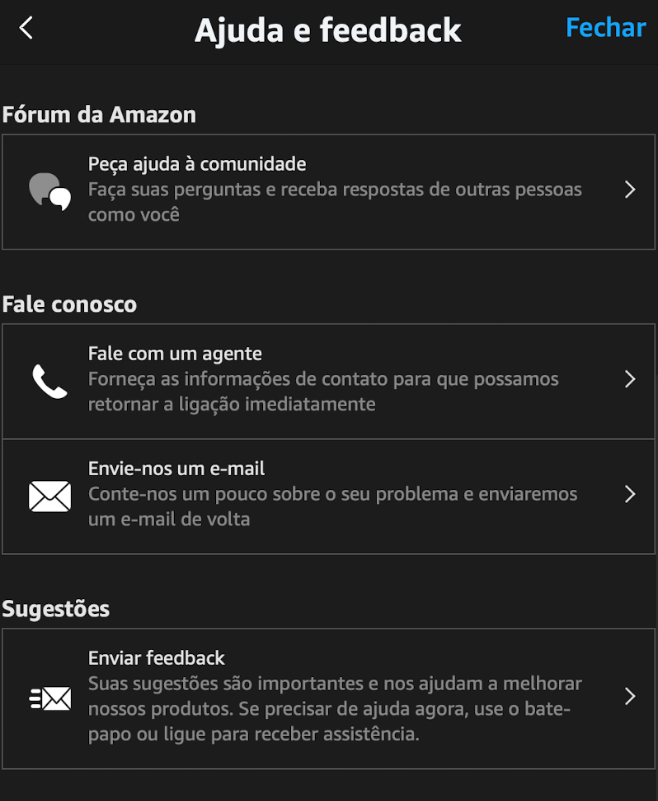 Ajuda e feedback
Fechar
Fórum da Amazon
Peça ajuda à comunidade
Faça suas perguntas e receba respostas de outras pessoas
como você
Fale conosco
Fale com um agente
Forneça as informações de contato para que possamos
retornar a ligação imediatamente
Envie-nos um e-mail
Conte-nos um pouco sobre o seu problema e enviaremos
um e-mail de volta
Sugestões
Enviar feedback
Suas sugestões são importantes e nos ajudam a melhorar
nossos produtos. Se precisar de ajuda agora, use o bate-
papo ou ligue para receber assistência.